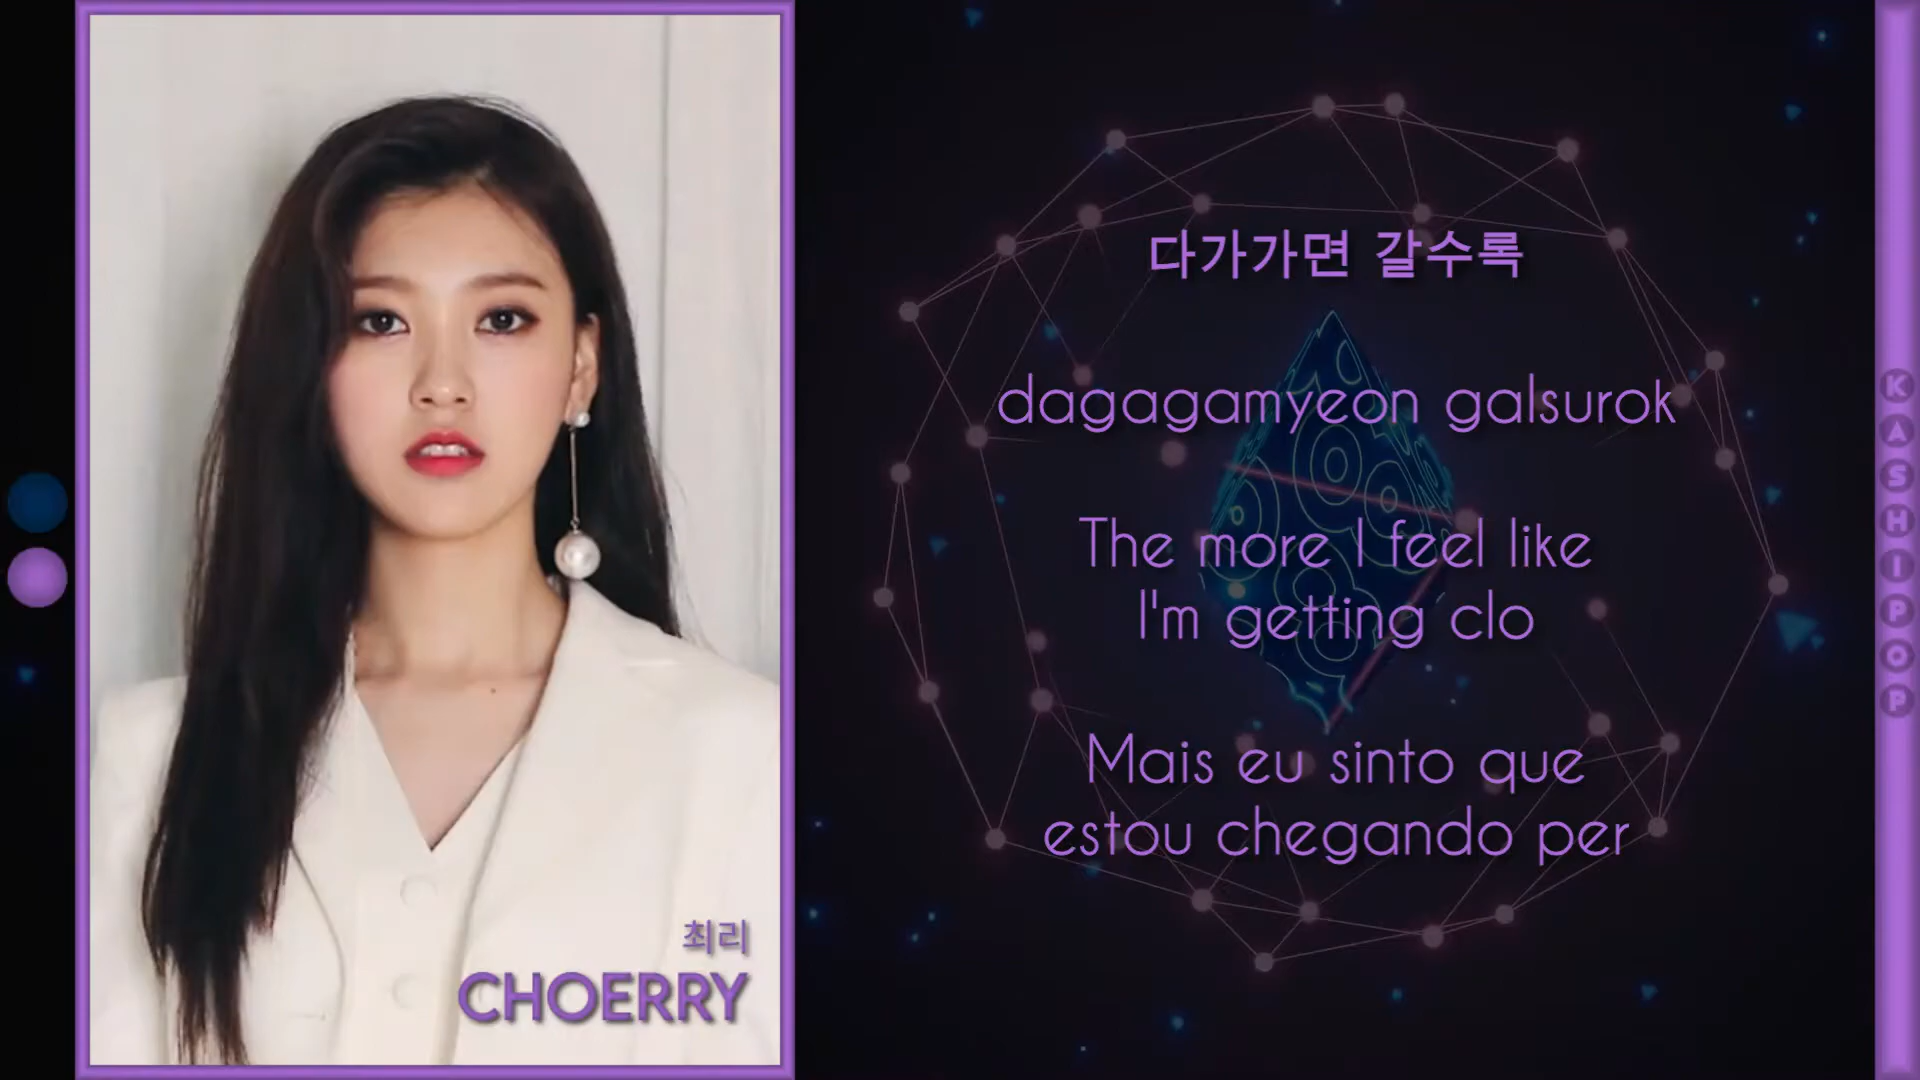 최리
CHOERRY
다가가면 갈수록
dagagamyeon galsurok
The more I feel like
I'm getting clo
Mais eu sinto que
estou chegando per
KASHIPOP